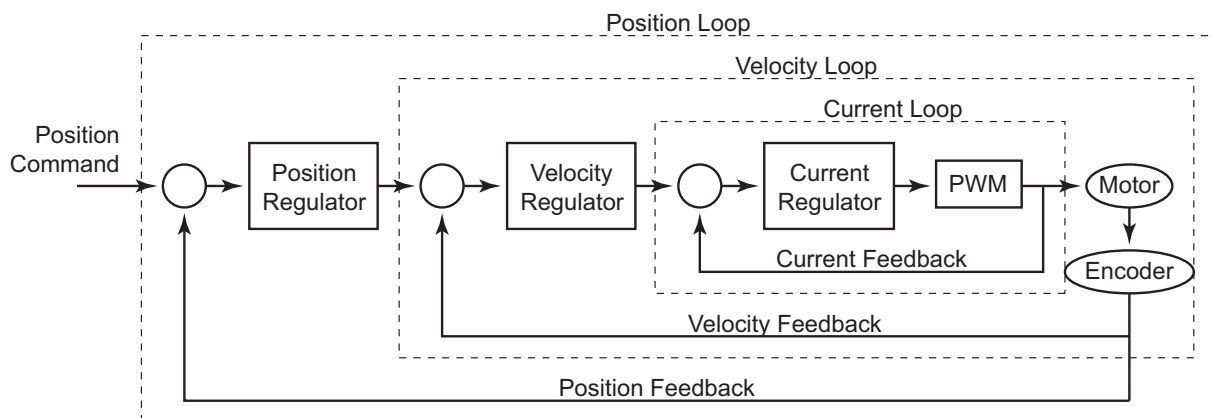 Position Loop
Velocity Loop
Current Loop
Position
Command
Position
Regulator
Velocity
Regulator
Current
Regulator
PWM
Motor
Encoder
Current Feedback
Velocity Feedback
Position Feedback